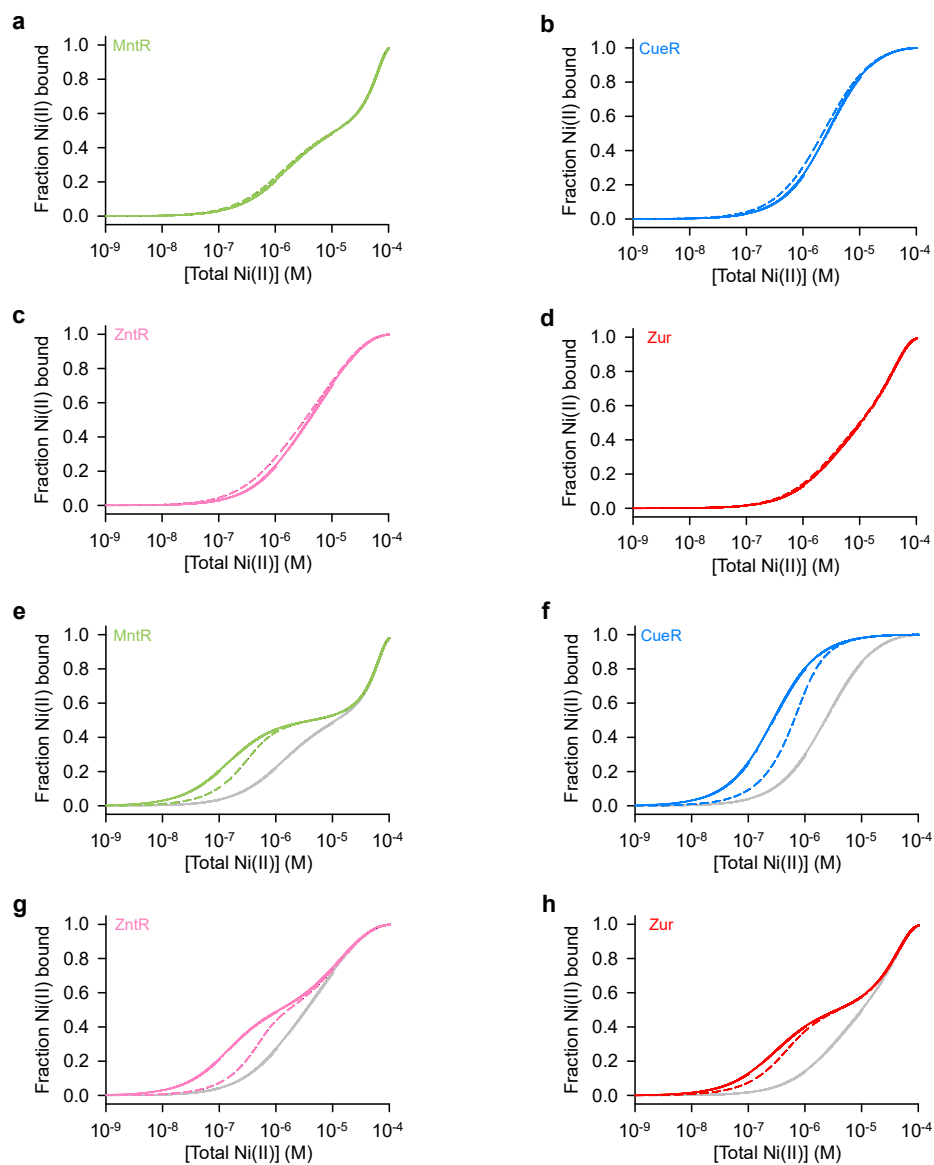 a
MntR
Fraction Ni(II) bound
1.0
0.8
0.6
0.4
0.2
0.0
10-9 10-8 10-7 10-6 10-5 10-4
[Total Ni(II)] (M)
b
CueR
Fraction Ni(II) bound
1.0
0.8
0.6
0.4
0.2
0.0
10-9 10-8 10-7 10-6 10-5 10-4
[Total Ni(II)] (M)
c
ZntR
Fraction Ni(II) bound
1.0
0.8
0.6
0.4
0.2
0.0
10-9 10-8 10-7 10-6 10-5 10-4
[Total Ni(II)] (M)
d
Zur
Fraction Ni(II) bound
1.0
0.8
0.6
0.4
0.2
0.0
10-9 10-8 10-7 10-6 10-5 10-4
[Total Ni(II)] (M)
e
MntR
Fraction Ni(II) bound
1.0
0.8
0.6
0.4
0.2
0.0
10-9 10-8 10-7 10-6 10-5 10-4
[Total Ni(II)] (M)
f
CueR
Fraction Ni(II) bound
1.0
0.8
0.6
0.4
0.2
0.0
10-9 10-8 10-7 10-6 10-5 10-4
[Total Ni(II)] (M)
g
ZntR
Fraction Ni(II) bound
1.0
0.8
0.6
0.4
0.2
0.0
10-9 10-8 10-7 10-6 10-5 10-4
[Total Ni(II)] (M)
h
Zur
Fraction Ni(II) bound
1.0
0.8
0.6
0.4
0.2
0.0
10-9 10-8 10-7 10-6 10-5 10-4
[Total Ni(II)] (M)